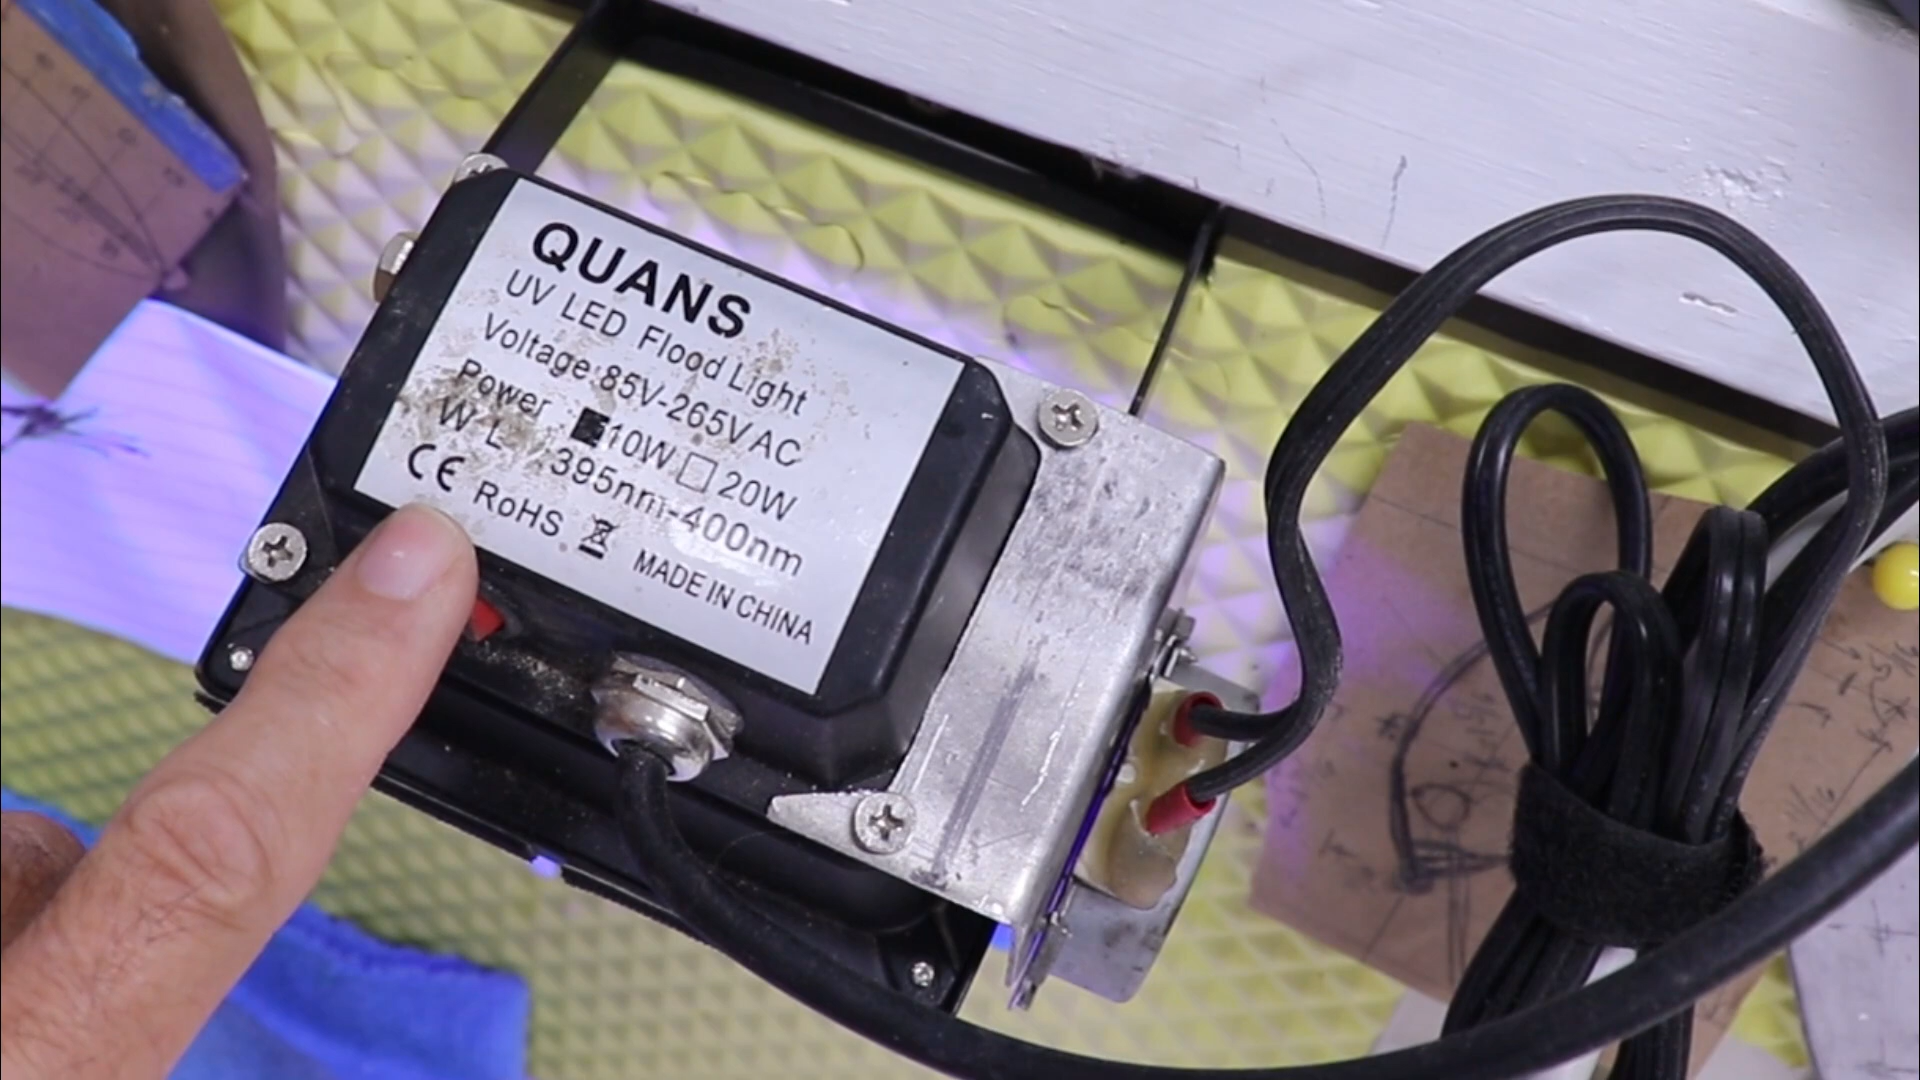 QUANS
UV LED Flood Light
Voltage:85V-265V AC
Power ■10W □ 20W
W L 395nm-400nm
CE RoHS
MADE IN CHINA